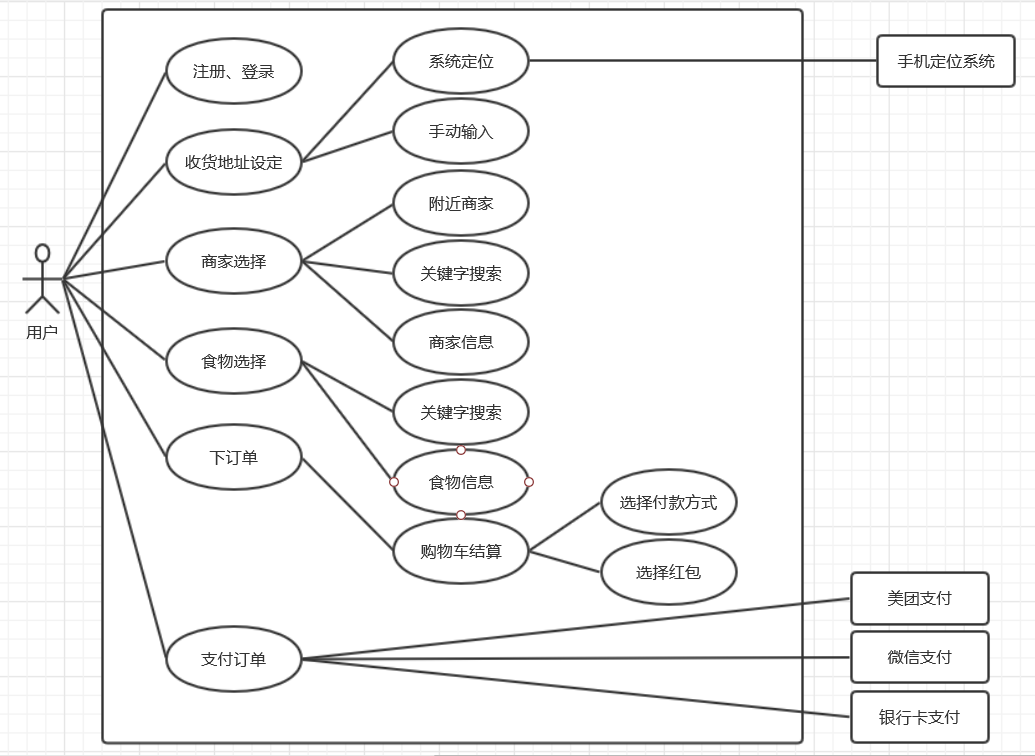 注册、登录
系统定位
手机定位系统
手动输入
收货地址设定
附近商家
商家选择
关键字搜索
用户
商家信息
食物选择
关键字搜索
下订单
食物信息
选择付款方式
购物车结算
选择红包
美团支付
支付订单
微信支付
银行卡支付